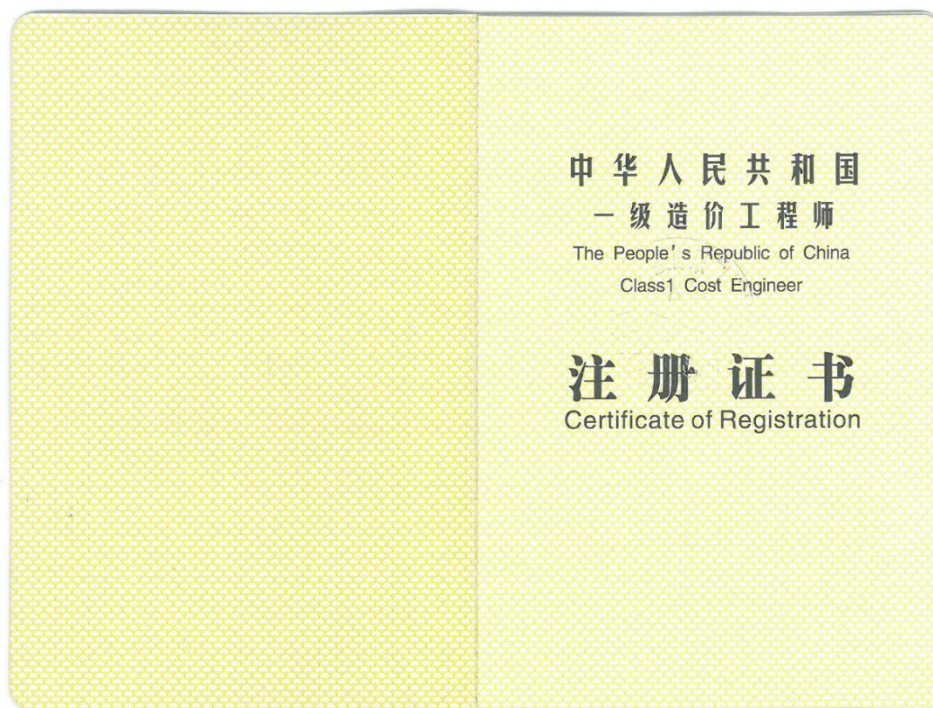 中华人民共和国
一级造价工程师
The People's Republic of China
Class1 Cost Engineer
注册证书
Certificate of Registration